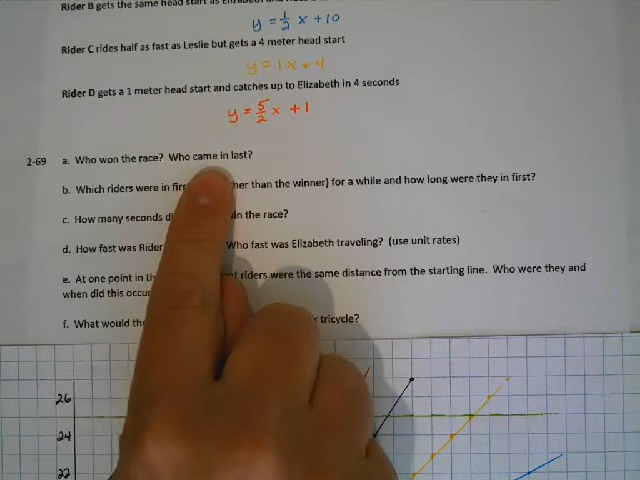 Rider B gets the same head start as Elizabeth and
y = 1/2 x + 10
Rider C rides half as fast as Leslie but gets a 4 meter head start
y = 1x + 4
Rider D gets a 1 meter head start and catches up to Elizabeth in 4 seconds
y = 5/2 x + 1
2-69 a. Who won the race? Who came in last?
b. Which riders were in her than the winner) for a while and how long were they in first?
c. How many seconds in the race?
d. How fast was Rider Who fast was Elizabeth traveling? (use unit rates)
e. At one point in riders were the same distance from the starting line. Who were they and
when did this
f. What would tricycle?
26
24
22